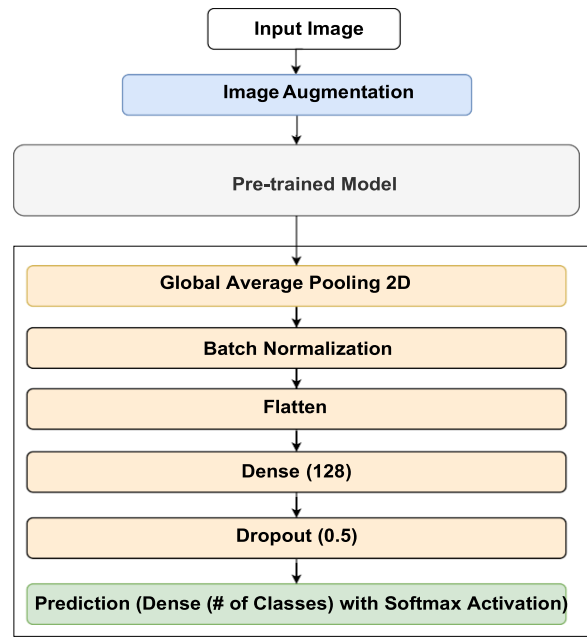 Input Image
Image Augmentation
Pre-trained Model
Global Average Pooling 2D
Batch Normalization
Flatten
Dense (128)
Dropout (0.5)
Prediction (Dense (# of Classes) with Softmax Activation)